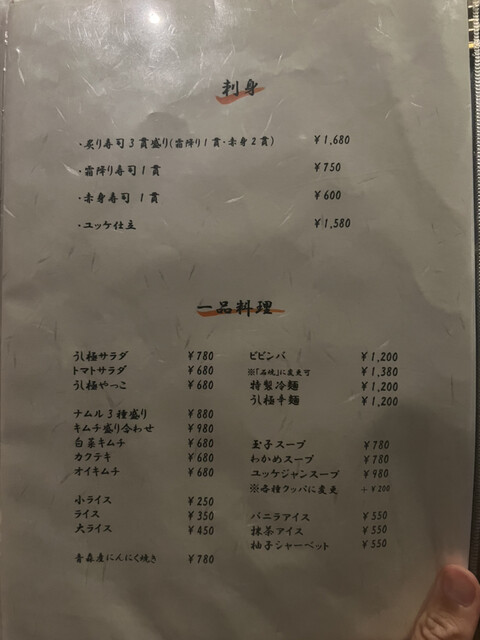 刺身
・炙り寿司3貫盛り(霜降り1貫・赤身2貫) ¥1,680
・霜降り寿司1貫 ¥750
・赤身寿司 1貫 ¥600
・ユッケ仕立 ¥1,580
一品料理
うし極サラダ ¥780
トマトサラダ ¥680
うし極やっこ ¥680
ナムル3種盛り ¥880
キムチ盛り合わせ ¥980
白菜キムチ ¥680
カクテキ ¥680
オイキムチ ¥680
小ライス ¥250
ライス ¥350
大ライス ¥450
青森産にんにく焼き ¥780
ビビンバ ¥1,200
※「石焼」に変更可 ¥1,380
特製冷麺 ¥1,200
うし極辛麺 ¥1,200
玉子スープ ¥780
わかめスープ ¥780
ユッケジャンスープ ¥980
※各種クッパに変更 +¥200
バニラアイス ¥550
抹茶アイス ¥550
柚子シャーベット ¥550